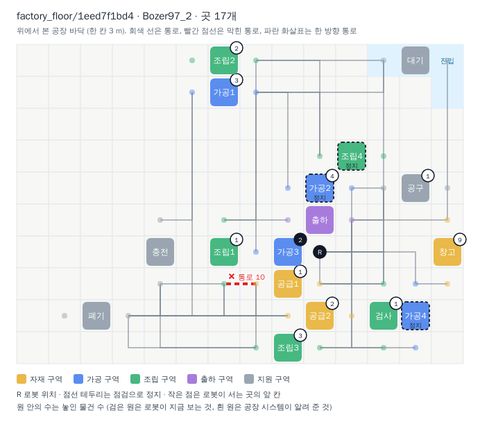 factory_floor/1eed7f1bd4 · Bozer97_2 · 곳 17개
위에서 본 공장 바닥 (한 칸 3 m). 회색 선은 통로, 빨간 점선은 막힌 통로, 파란 화살표는 한 방향 통로
조립2 2
대기
진입
가공1 3
조립4
정지
가공2 4
정지
공구 1
출하
충전
조립1 1
가공3 2
R
창고 9
통로 10
공급1 1
폐기
공급2 2
검사 1
가공4
정지
조립3 3
자재 구역 가공 구역 조립 구역 출하 구역 지원 구역
R 로봇 위치 · 점선 테두리는 점검으로 정지 · 작은 점은 로봇이 서는 곳의 앞 칸
원 안의 수는 놓인 물건 수 (검은 원은 로봇이 지금 보는 것, 흰 원은 공장 시스템이 알려 준 것)